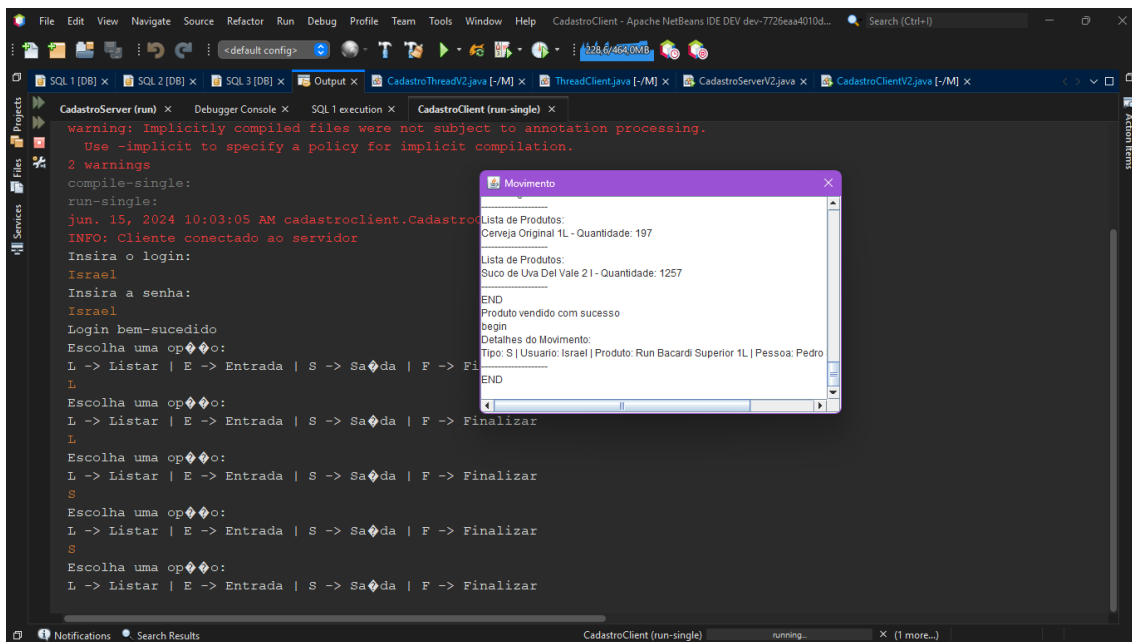 File Edit View Navigate Source Refactor Run Debug Profile Team Tools Window Help CadastroClient - Apache NetBeans IDE DEV dev-7726eaa4010d... Search (Ctrl+I)
<default config> 228,6/464,0MB
SQL 1 [DB] SQL 2 [DB] SQL 3 [DB] Output CadastroThreadV2.java [-/M] ThreadClient.java [-/M] CadastroServerV2.java CadastroClientV2.java [-/M]
Projects
Files
Services
Action Items
CadastroServer (run) Debugger Console SQL 1 execution CadastroClient (run-single)
warning: Implicitly compiled files were not subject to annotation processing.
Use -implicit to specify a policy for implicit compilation.
2 warnings
compile-single:
run-single:
jun. 15, 2024 10:03:05 AM cadastroclient.Cadastro
INFO: Cliente conectado ao servidor
Insira o login:
Israel
Insira a senha:
Israel
Login bem-sucedido
Escolha uma op��o:
L -> Listar | E -> Entrada | S -> Sa�da | F -> Fi
L
Escolha uma op��o:
L -> Listar | E -> Entrada | S -> Sa�da | F -> Finalizar
L
Escolha uma op��o:
L -> Listar | E -> Entrada | S -> Sa�da | F -> Finalizar
S
Escolha uma op��o:
L -> Listar | E -> Entrada | S -> Sa�da | F -> Finalizar
S
Escolha uma op��o:
L -> Listar | E -> Entrada | S -> Sa�da | F -> Finalizar
Movimento
--------------------
Lista de Produtos:
Cerveja Original 1L - Quantidade: 197
--------------------
Lista de Produtos:
Suco de Uva Del Vale 2 l - Quantidade: 1257
--------------------
END
Produto vendido com sucesso
begin
Detalhes do Movimento:
Tipo: S | Usuario: Israel | Produto: Run Bacardi Superior 1L | Pessoa: Pedro
--------------------
END
Notifications Search Results CadastroClient (run-single) running... (1 more...)